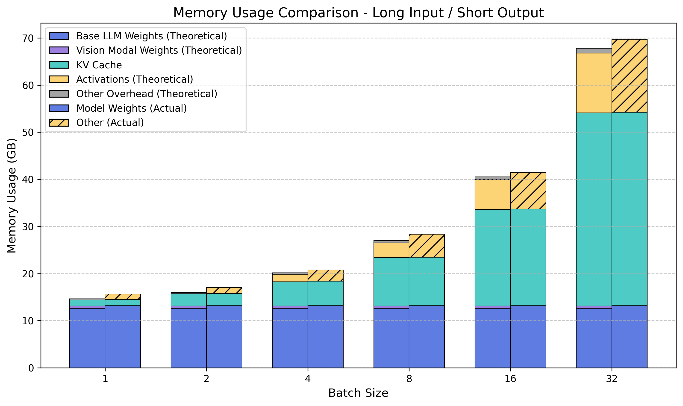 Memory Usage Comparison - Long Input / Short Output
Base LLM Weights (Theoretical)
Vision Modal Weights (Theoretical)
KV Cache
Activations (Theoretical)
Other Overhead (Theoretical)
Model Weights (Actual)
Other (Actual)
Memory Usage (GB)
70
60
50
40
30
20
10
0
1 2 4 8 16 32
Batch Size